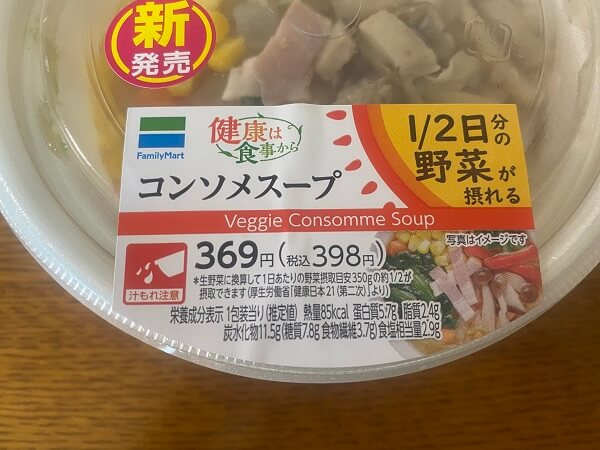 新
発売
FamilyMart
健康は
食事から
1/2日分の
野菜が
摂れる
コンソメスープ
Veggie Consomme Soup
写真はイメージです
369円(税込398円)
汁もれ注意
*生野菜に換算して1日あたりの野菜摂取目安350gの約1/2が
摂取できます(厚生労働省「健康日本21(第二次)」より)
栄養成分表示 1包装当り(推定値) 熱量85kcal 蛋白質5.7g 脂質2.4g
炭水化物11.5g(糖質7.8g 食物繊維3.7g)食塩相当量2.9g